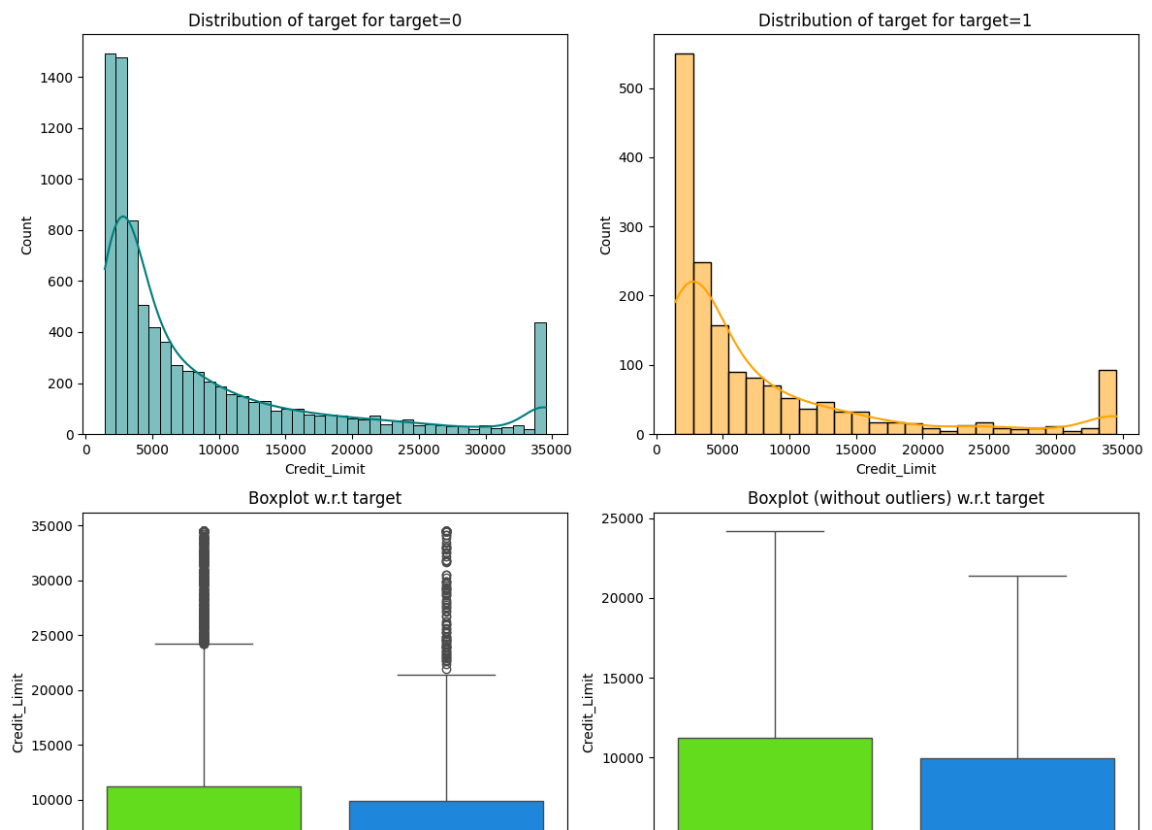 Distribution of target for target=0
1400
1200
1000
800
600
400
200
0
Count
0 5000 10000 15000 20000 25000 30000 35000
Credit_Limit
Distribution of target for target=1
500
400
300
200
100
0
Count
0 5000 10000 15000 20000 25000 30000 35000
Credit_Limit
Boxplot w.r.t target
35000
30000
25000
20000
15000
10000
Credit_Limit
Boxplot (without outliers) w.r.t target
25000
20000
15000
10000
Credit_Limit